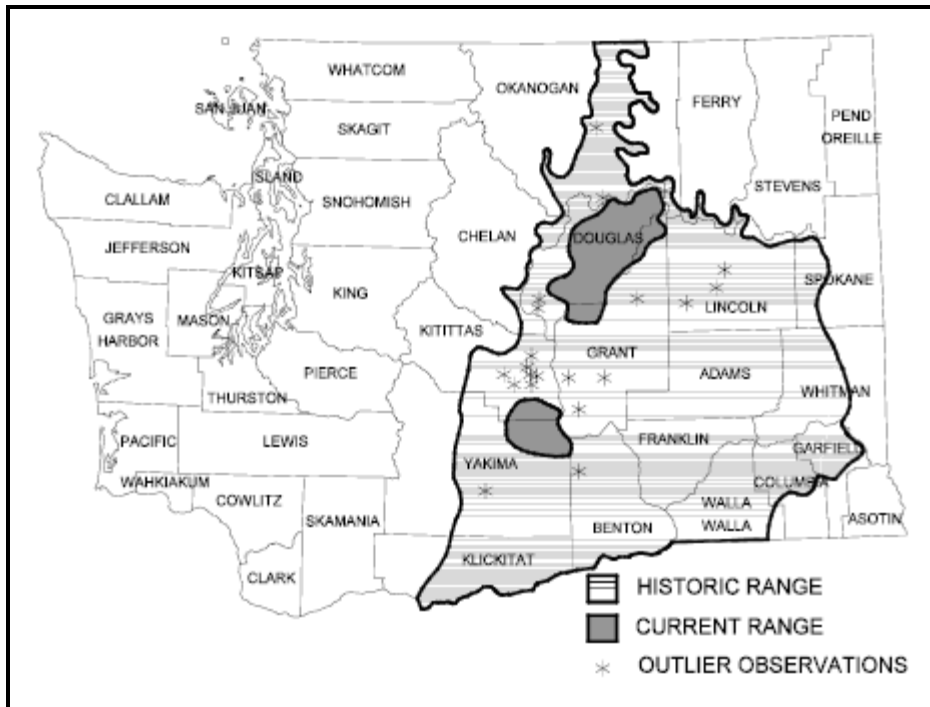 WHATCOM
OKANOGAN
FERRY
PEND
OREILLE
SAN JUAN
SKAGIT
ISLAND
STEVENS
CLALLAM
SNOHOMISH
CHELAN
DOUGLAS
JEFFERSON
KITSAP
KING
SPOKANE
LINCOLN
GRAYS
HARBOR
MASON
KITITTAS
GRANT
PIERCE
ADAMS
THURSTON
WHITMAN
PACIFIC
LEWIS
FRANKLIN
GARFIELD
YAKIMA
WAHKIAKUM
COLUMBIA
COWLITZ
WALLA
WALLA
SKAMANIA
BENTON
ASOTIN
KLICKITAT
CLARK
HISTORIC RANGE
CURRENT RANGE
OUTLIER OBSERVATIONS